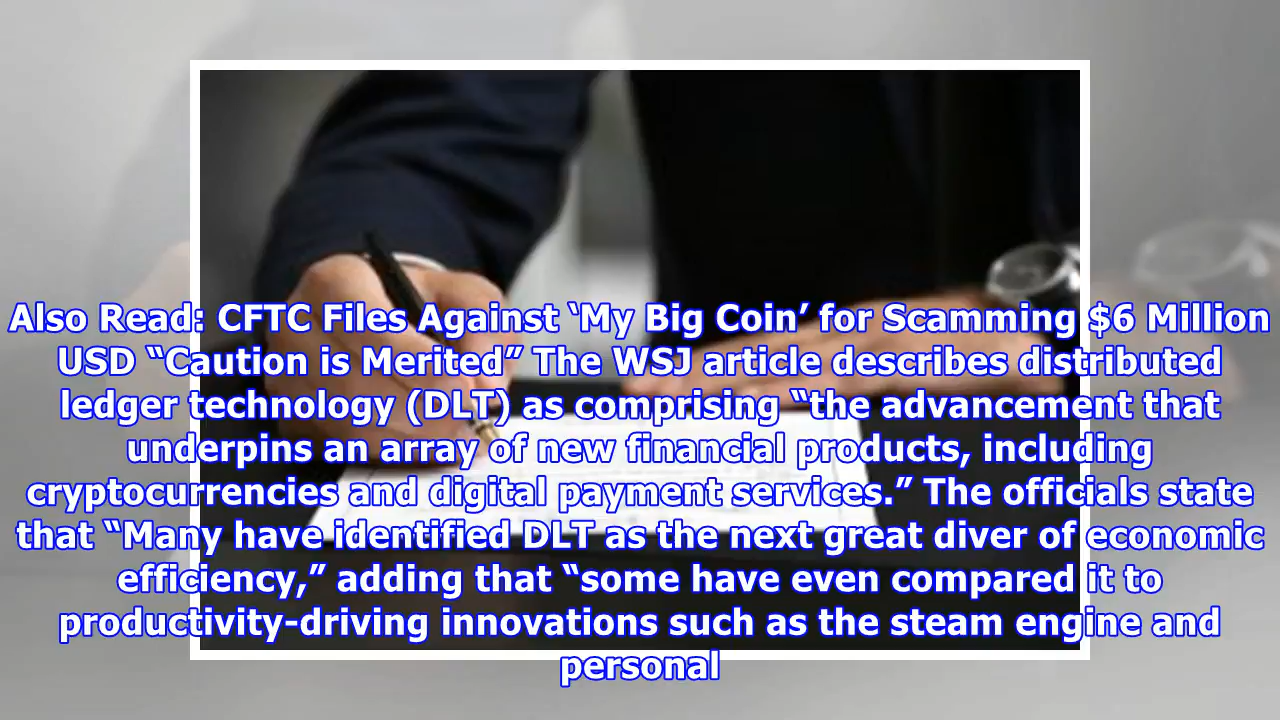 Also Read: CFTC Files Against ‘My Big Coin’ for Scamming $6 Million
USD “Caution is Merited” The WSJ article describes distributed
ledger technology (DLT) as comprising “the advancement that
underpins an array of new financial products, including
cryptocurrencies and digital payment services.” The officials state
that “Many have identified DLT as the next great diver of economic
efficiency,” adding that “some have even compared it to
productivity-driving innovations such as the steam engine and
personal